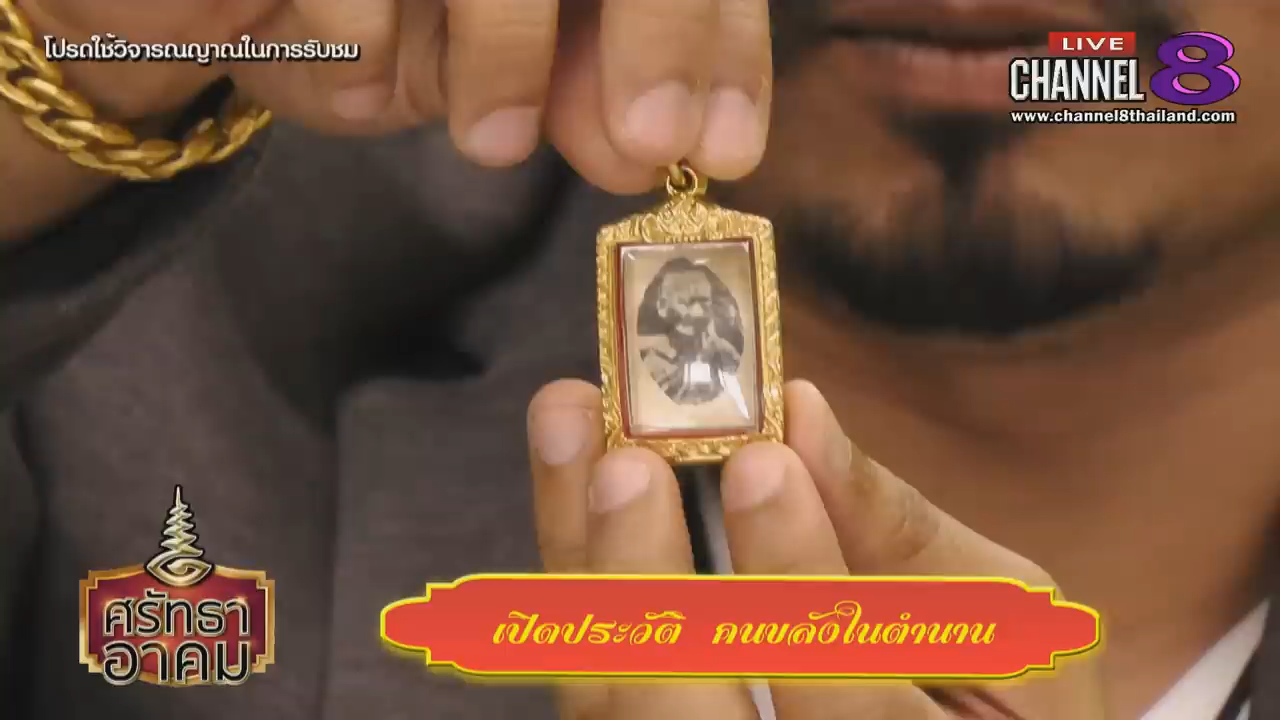 โปรดใช้วิจารณญาณในการรับชม
LIVE
CHANNEL 8
www.channel8thailand.com
ศรัทธา
อาคม
เปิดประวัติ คนขลังในตำนาน